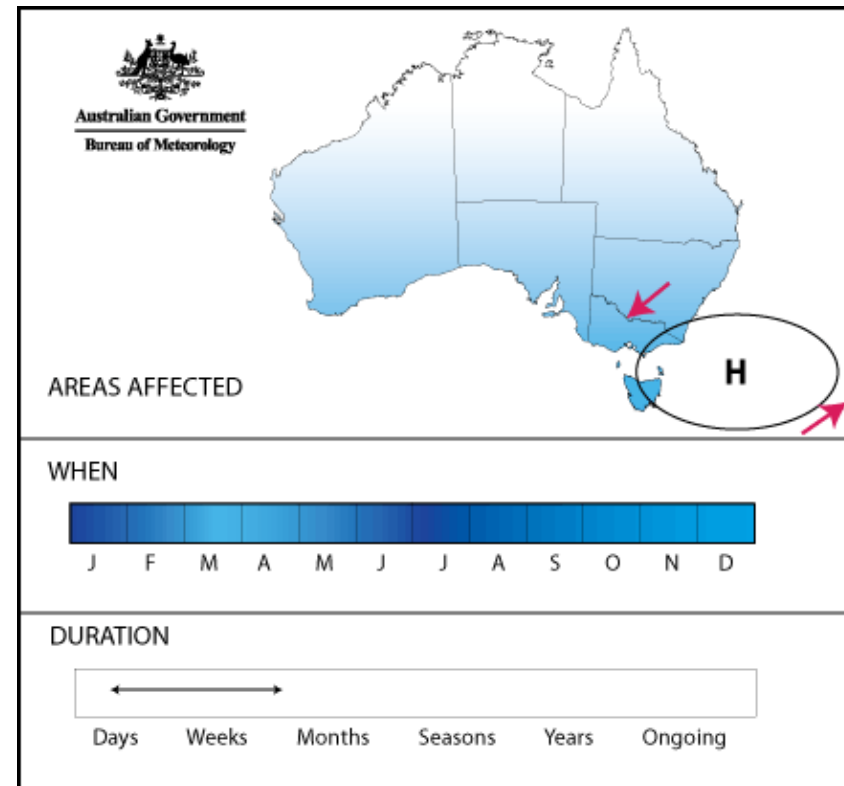 Australian Government
Bureau of Meteorology
H
AREAS AFFECTED
WHEN
J F M A M J J A S O N D
DURATION
Days Weeks Months Seasons Years Ongoing